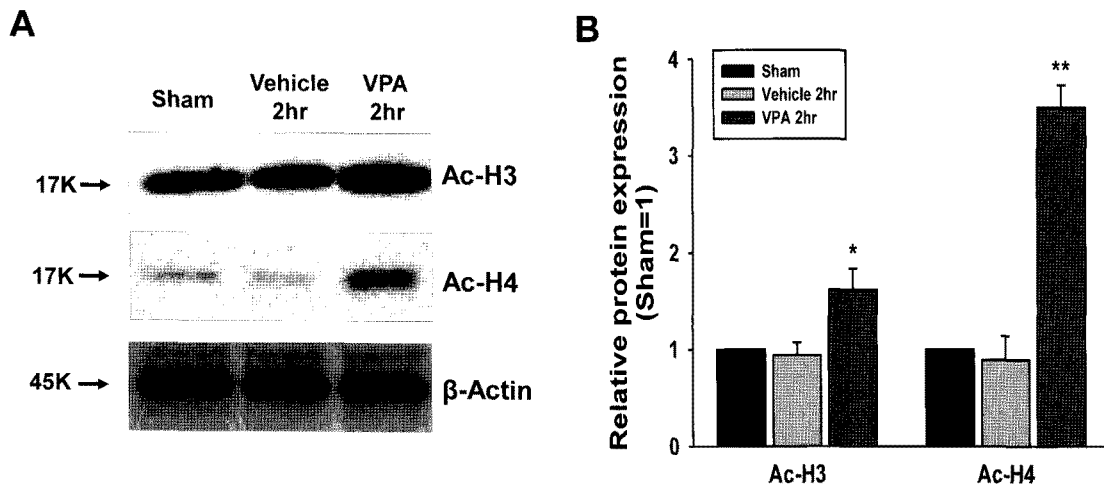 A
Sham
Vehicle
2hr
VPA
2hr
17K→
Ac-H3
17K→
Ac-H4
45K→
β-Actin
B
Relative protein expression
(Sham=1)
4
3
2
1
0
Sham
Vehicle 2hr
VPA 2hr
*
**
Ac-H3
Ac-H4